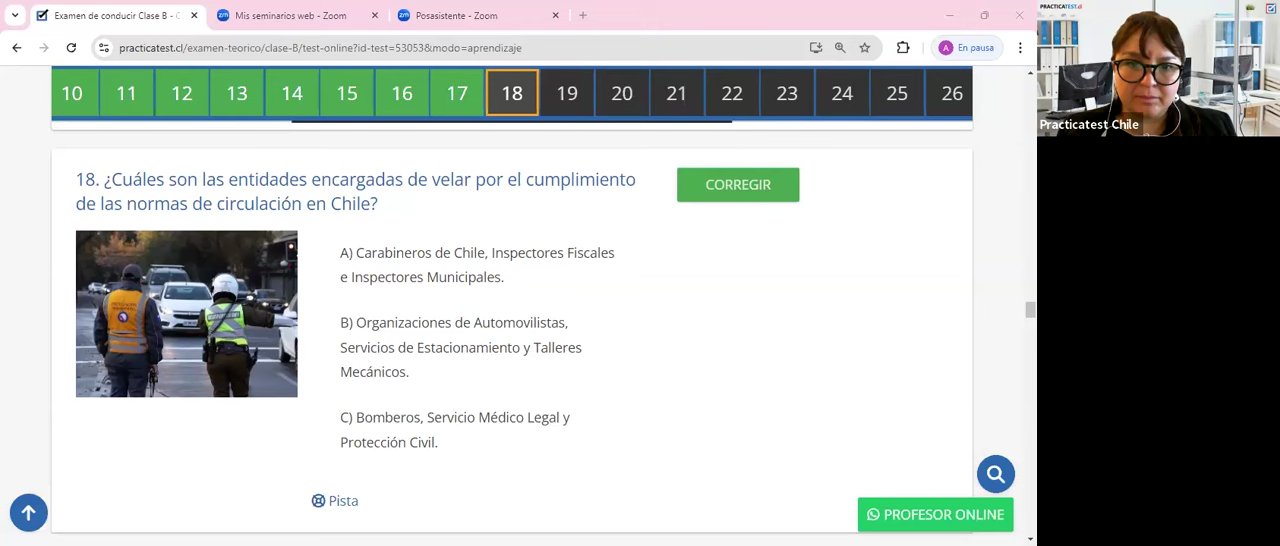 Examen de conducir Clase B - C
Mis seminarios web - Zoom
Posasistente - Zoom
practicatest.cl/examen-teorico/clase-B/test-online?id-test=53053&modo=aprendizaje
A En pausa
10 11 12 13 14 15 16 17 18 19 20 21 22 23 24 25 26
18. ¿Cuáles son las entidades encargadas de velar por el cumplimiento
de las normas de circulación en Chile?
CORREGIR
A) Carabineros de Chile, Inspectores Fiscales
e Inspectores Municipales.
B) Organizaciones de Automovilistas,
Servicios de Estacionamiento y Talleres
Mecánicos.
C) Bomberos, Servicio Médico Legal y
Protección Civil.
Pista
PROFESOR ONLINE
PRACTICATEST.CL
Practicatest Chile